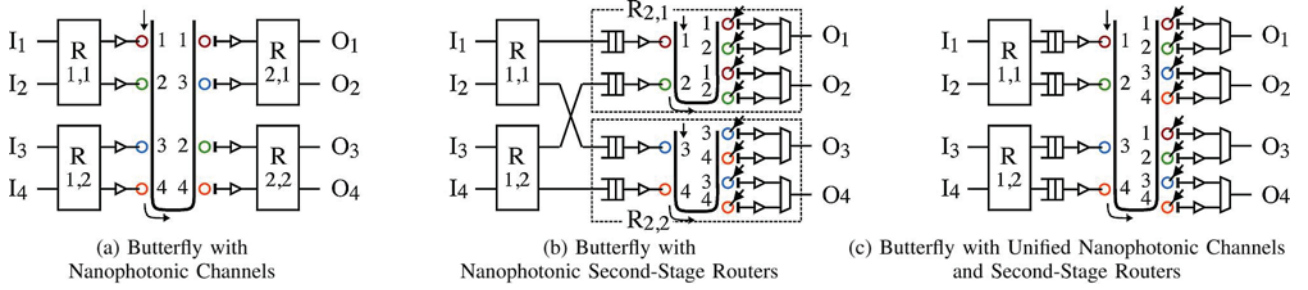 I1 R 1,1 1 1 R 2,1 O1
I2 2 3 O2
I3 R 1,2 3 2 R 2,2 O3
I4 4 4 O4
(a) Butterfly with
Nanophotonic Channels
R2,1
I1 R 1,1 1 1 2 O1
I2 2 1 2 O2
I3 R 1,2 3 3 4 O3
I4 4 3 4 O4
R2,2
(b) Butterfly with
Nanophotonic Second-Stage Routers
I1 R 1,1 1 1 2 O1
I2 2 3 4 O2
I3 R 1,2 3 1 2 O3
I4 4 3 4 O4
(c) Butterfly with Unified Nanophotonic Channels
and Second-Stage Routers